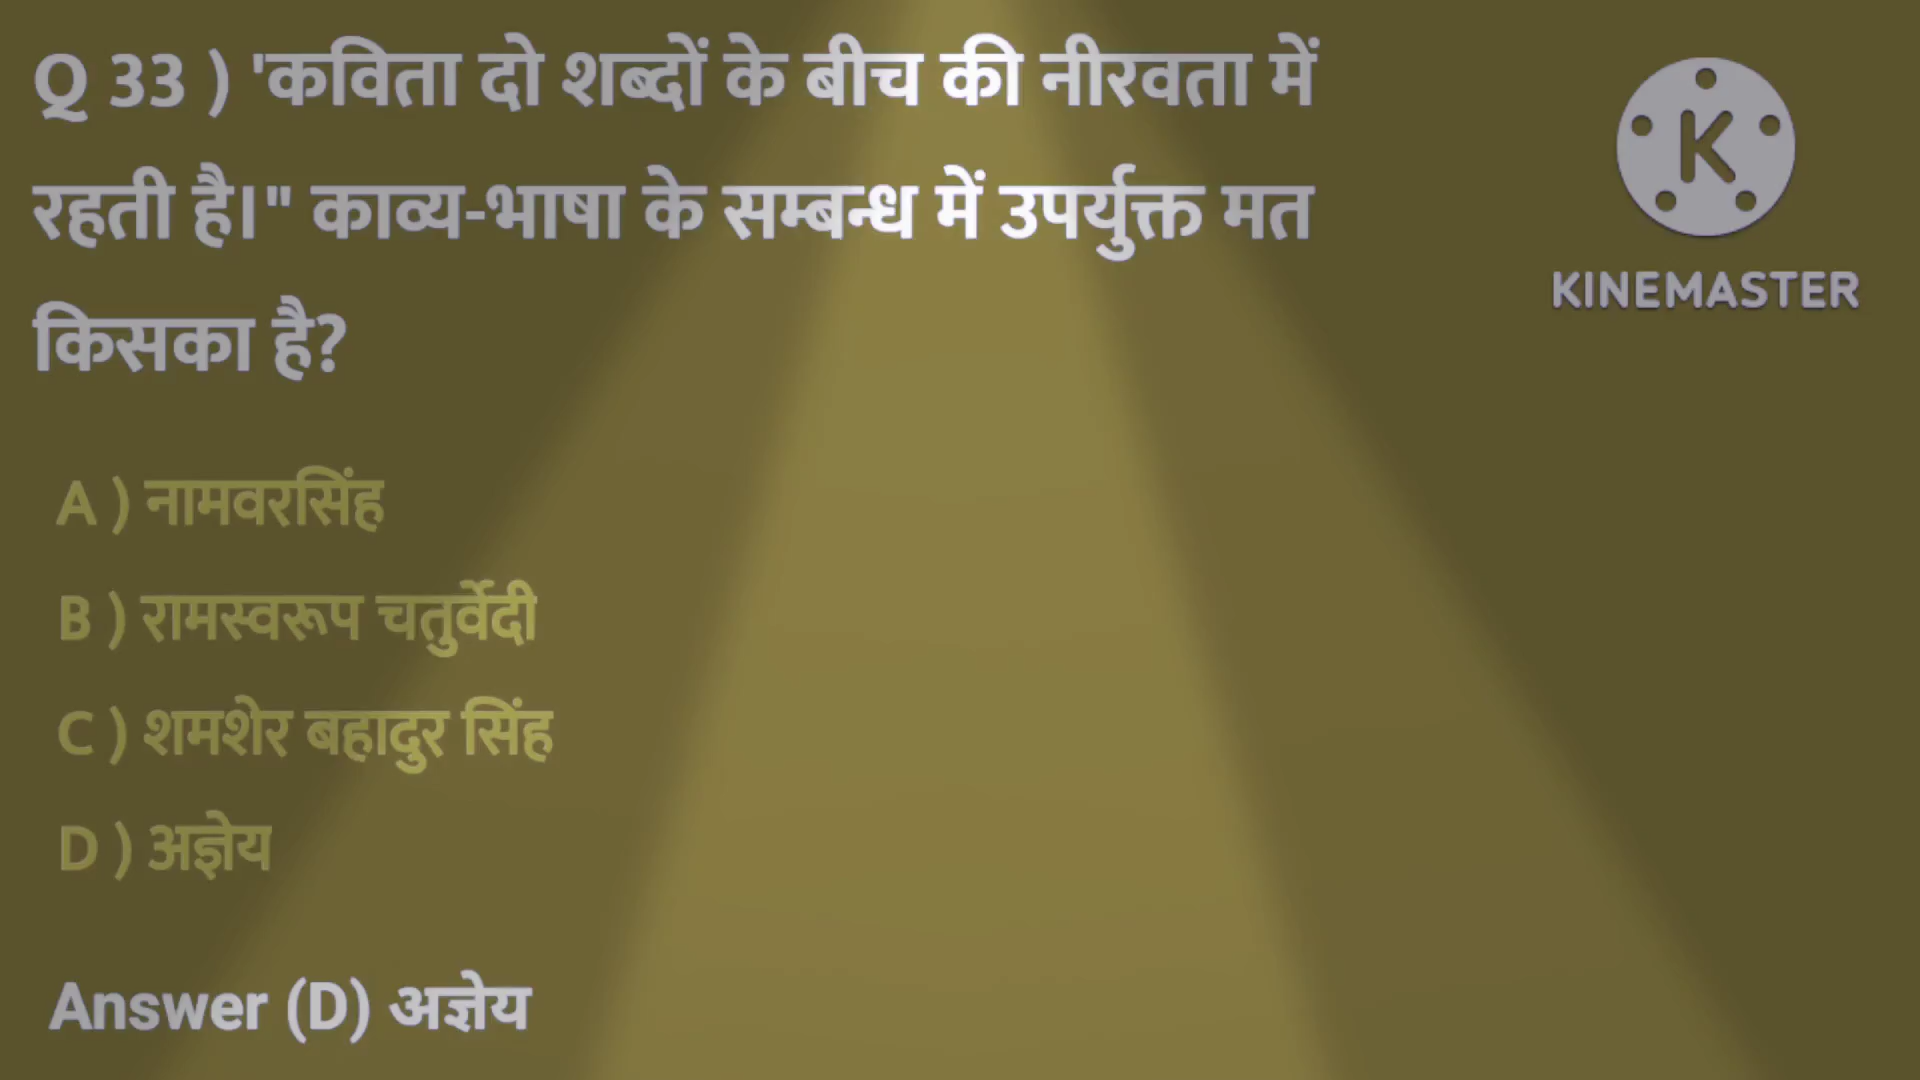 Q 33 ) 'कविता दो शब्दों के बीच की नीरवता में
रहती है।" काव्य-भाषा के सम्बन्ध में उपर्युक्त मत
किसका है?
KINEMASTER
A ) नामवरसिंह
B ) रामस्वरूप चतुर्वेदी
C ) शमशेर बहादुर सिंह
D ) अज्ञेय
Answer (D) अज्ञेय